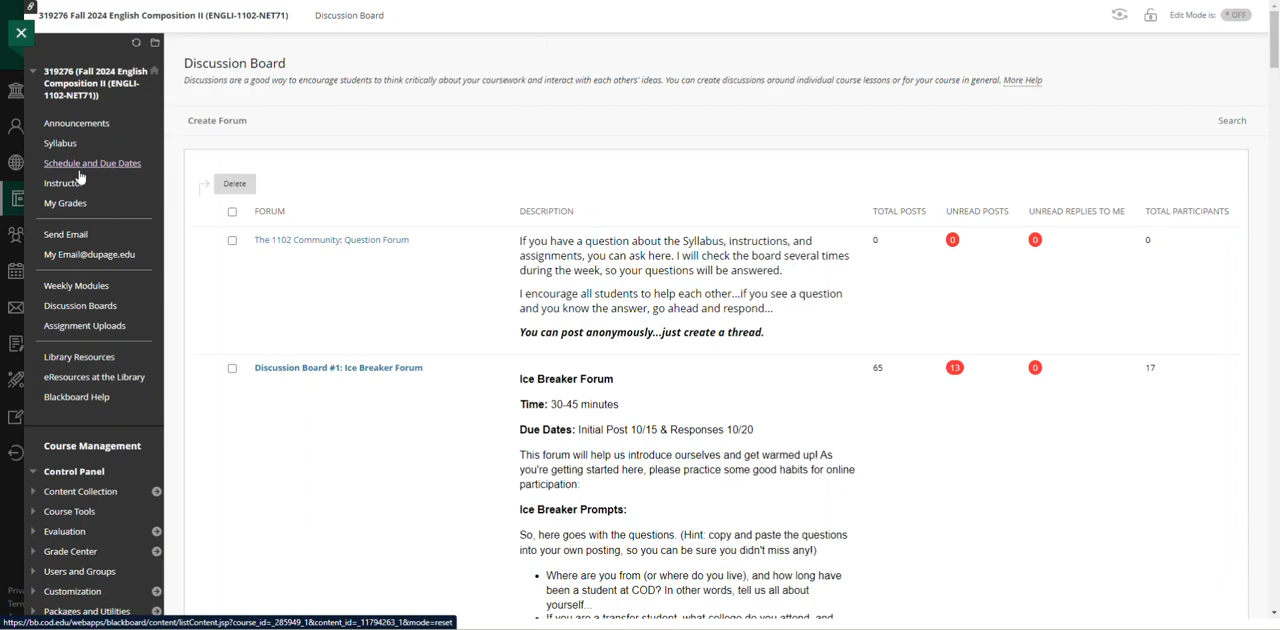 319276 Fall 2024 English Composition II (ENGLI-1102-NET71)
Discussion Board
Edit Mode is:
OFF
319276 (Fall 2024 English
Composition II (ENGLI-
1102-NET71))
Announcements
Syllabus
Schedule and Due Dates
Instructo
My Grades
Send Email
My Email@dupage.edu
Weekly Modules
Discussion Boards
Assignment Uploads
Library Resources
eResources at the Library
Blackboard Help
Course Management
Control Panel
Content Collection
Course Tools
Evaluation
Grade Center
Users and Groups
Customization
Packages and Utilities
Discussion Board
Discussions are a good way to encourage students to think critically about your coursework and interact with each others' ideas. You can create discussions around individual course lessons or for your course in general. More Help
Create Forum
Search
Delete
FORUM
DESCRIPTION
TOTAL POSTS
UNREAD POSTS
UNREAD REPLIES TO ME
TOTAL PARTICIPANTS
The 1102 Community: Question Forum
If you have a question about the Syllabus, instructions, and
assignments, you can ask here. I will check the board several times
during the week, so your questions will be answered.
I encourage all students to help each other...if you see a question
and you know the answer, go ahead and respond...
You can post anonymously...just create a thread.
0
0
0
0
Discussion Board #1: Ice Breaker Forum
Ice Breaker Forum
Time: 30-45 minutes
Due Dates: Initial Post 10/15 & Responses 10/20
This forum will help us introduce ourselves and get warmed up! As
you're getting started here, please practice some good habits for online
participation:
Ice Breaker Prompts:
So, here goes with the questions. (Hint: copy and paste the questions
into your own posting, so you can be sure you didn't miss any!)
• Where are you from (or where do you live), and how long have
been a student at COD? In other words, tell us all about
yourself...
• If you are a transfer student, what college do you attend, and
65
13
0
17
Priv
Tern
https://bb.cod.edu/webapps/blackboard/content/listContent.jsp?course_id=_285949_1&content_id=_11794263_1&mode=reset